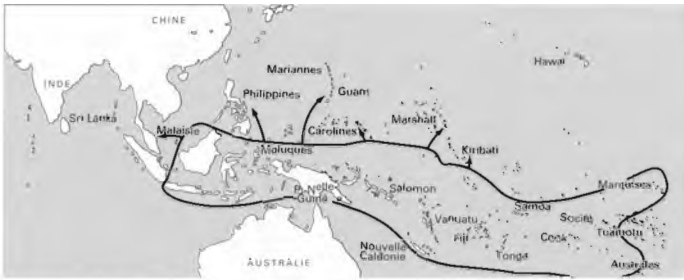 CHINE
Hawaï
Mariannes
INDE
Philippines
Guam
Sri Lanka
Malaisie
Carolines
Marshall
Moluques
Kiribati
Salomon
Marquises
Samoa
Vanuatu
Société
Fiji
Cook
Tuamotu
Nouvelle
Calédonie
Tonga
AUSTRALIE
Australes